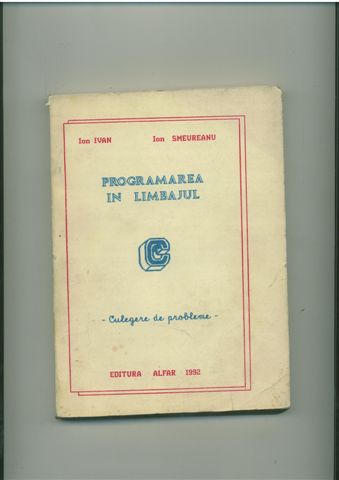 Ion IVAN Ion SMEUREANU
PROGRAMAREA
IN LIMBAJUL
C
- Culegere de probleme -
EDITURA ALFAR 1992